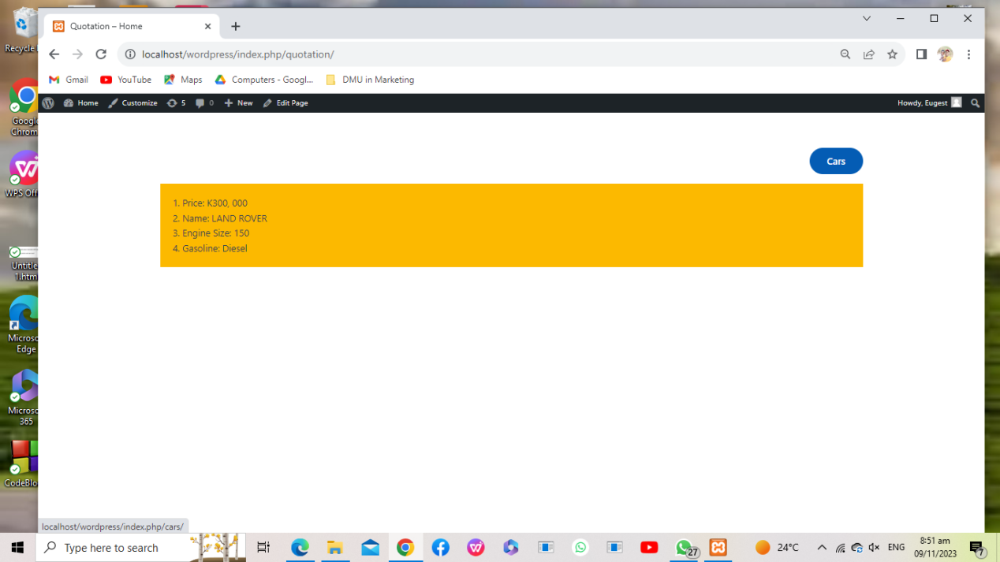 Quotation – Home
localhost/wordpress/index.php/quotation/
Gmail YouTube Maps Computers - Googl... DMU in Marketing
Home Customize 5 0 New Edit Page Howdy, Eugest
Cars
1. Price: K300, 000
2. Name: LAND ROVER
3. Engine Size: 150
4. Gasoline: Diesel
Recycle
Google
Chrom
WPS Off
Untitle
1.htm
Microso
Edge
Microso
365
CodeBlo
localhost/wordpress/index.php/cars/
Type here to search
27
24°C
ENG
8:51 am
09/11/2023
7